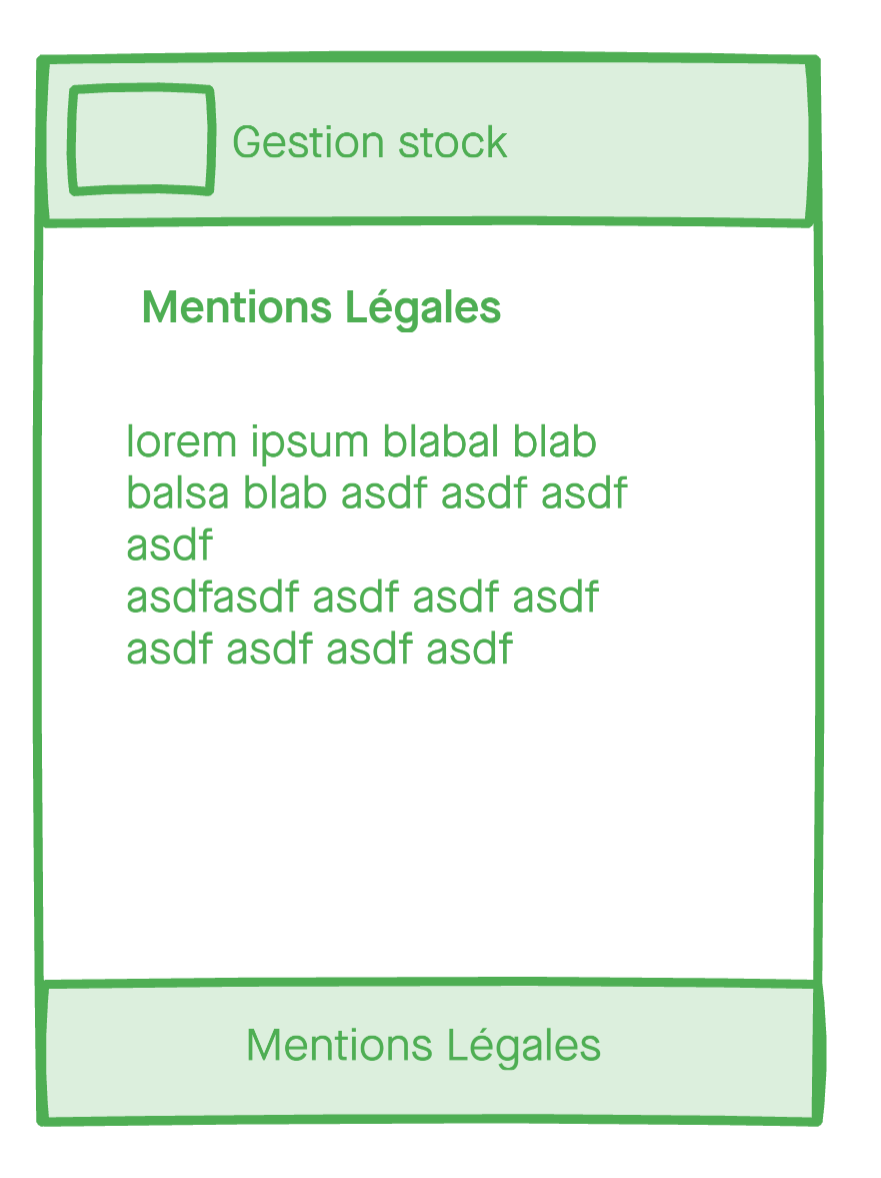 Gestion stock
Mentions Légales
lorem ipsum blabal blab
balsa blab asdf asdf asdf
asdf
asdfasdf asdf asdf asdf
asdf asdf asdf asdf
Mentions Légales